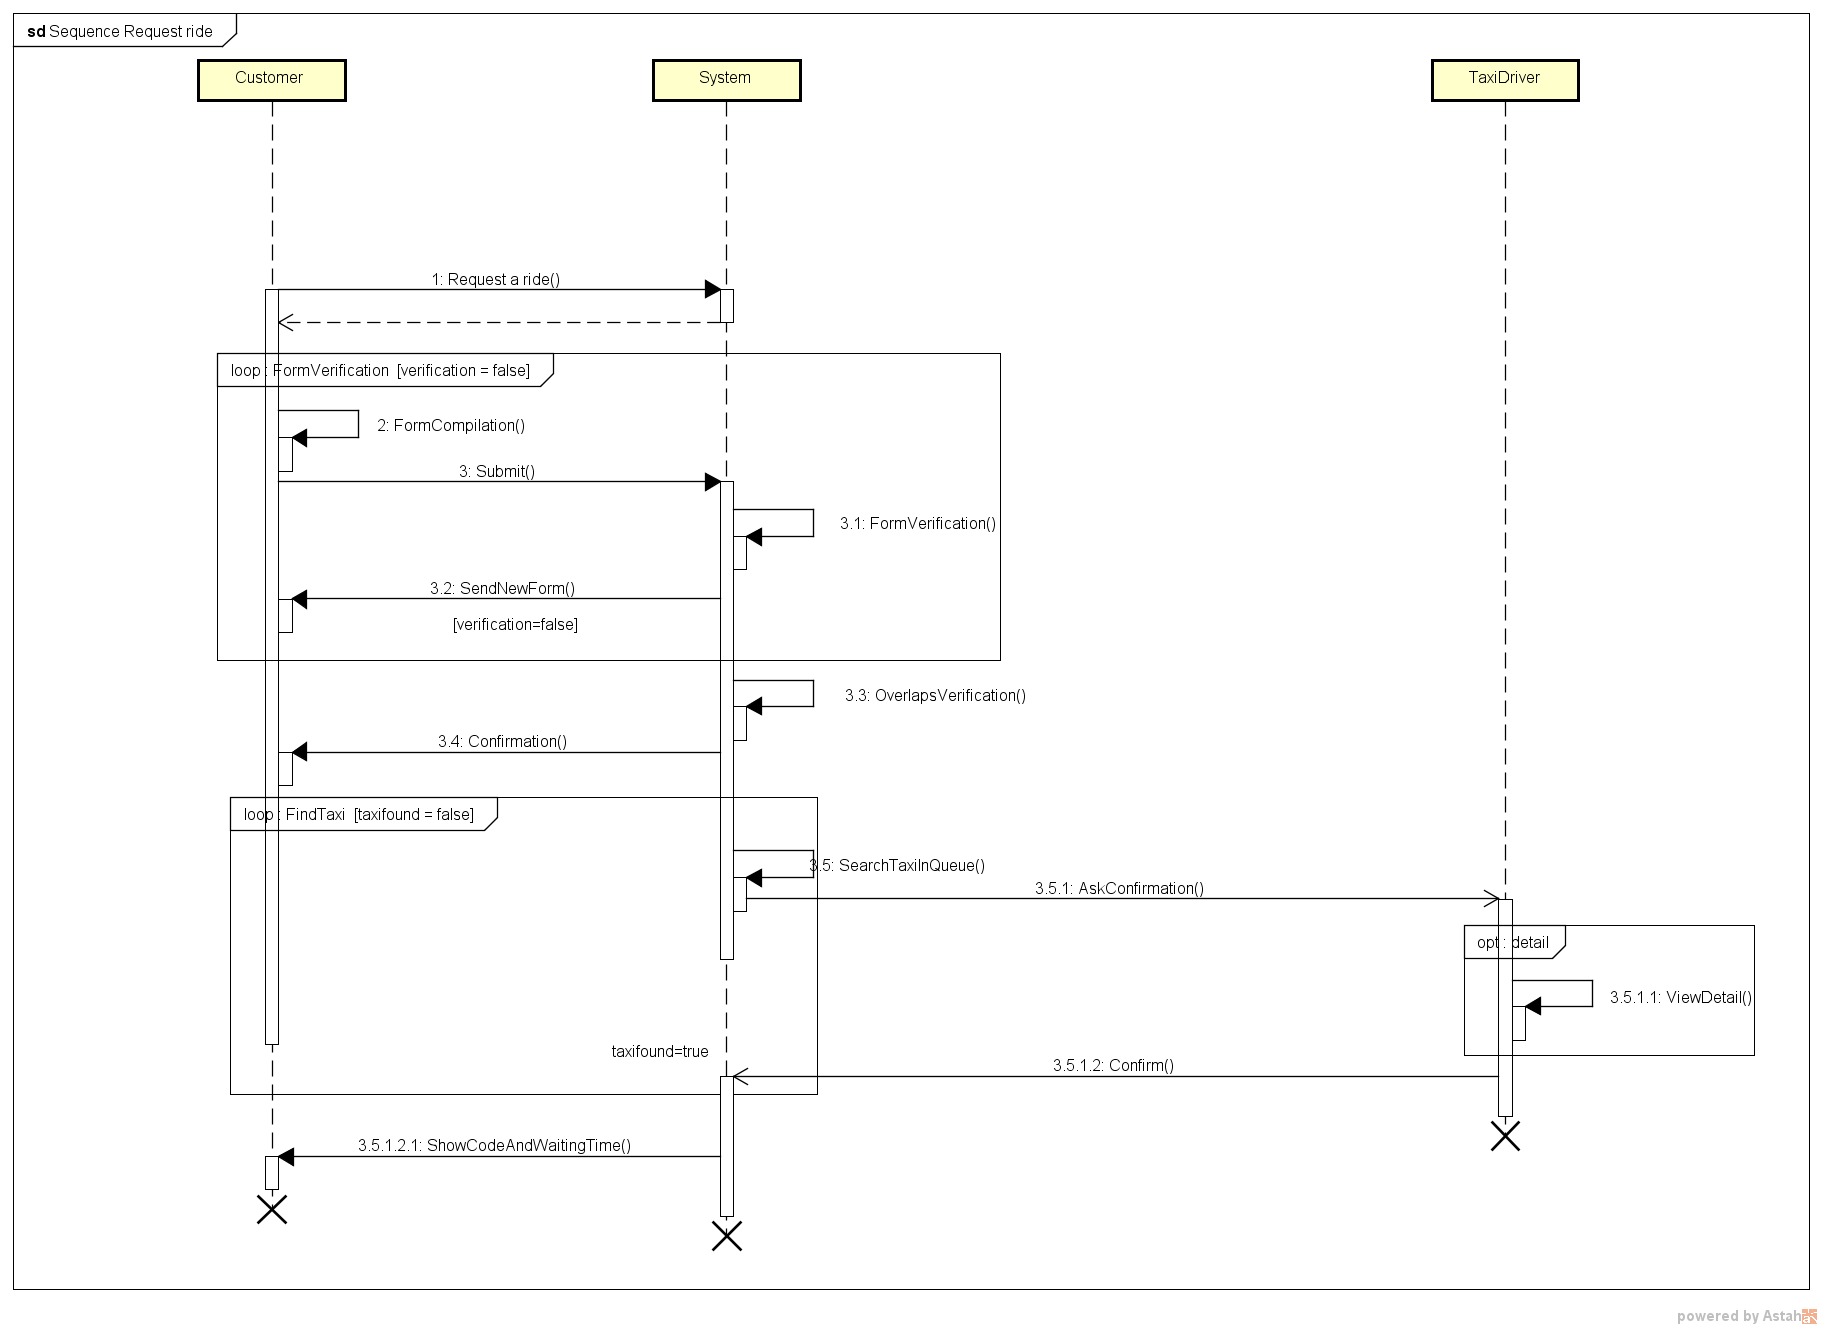 sd Sequence Request ride
Customer
System
TaxiDriver
1: Request a ride()
loop : FormVerification [verification = false]
2: FormCompilation()
3: Submit()
3.1: FormVerification()
3.2: SendNewForm()
[verification=false]
3.3: OverlapsVerification()
3.4: Confirmation()
loop : FindTaxi [taxifound = false]
3.5: SearchTaxiInQueue()
3.5.1: AskConfirmation()
opt : detail
3.5.1.1: ViewDetail()
taxifound=true
3.5.1.2: Confirm()
3.5.1.2.1: ShowCodeAndWaitingTime()
powered by Astah